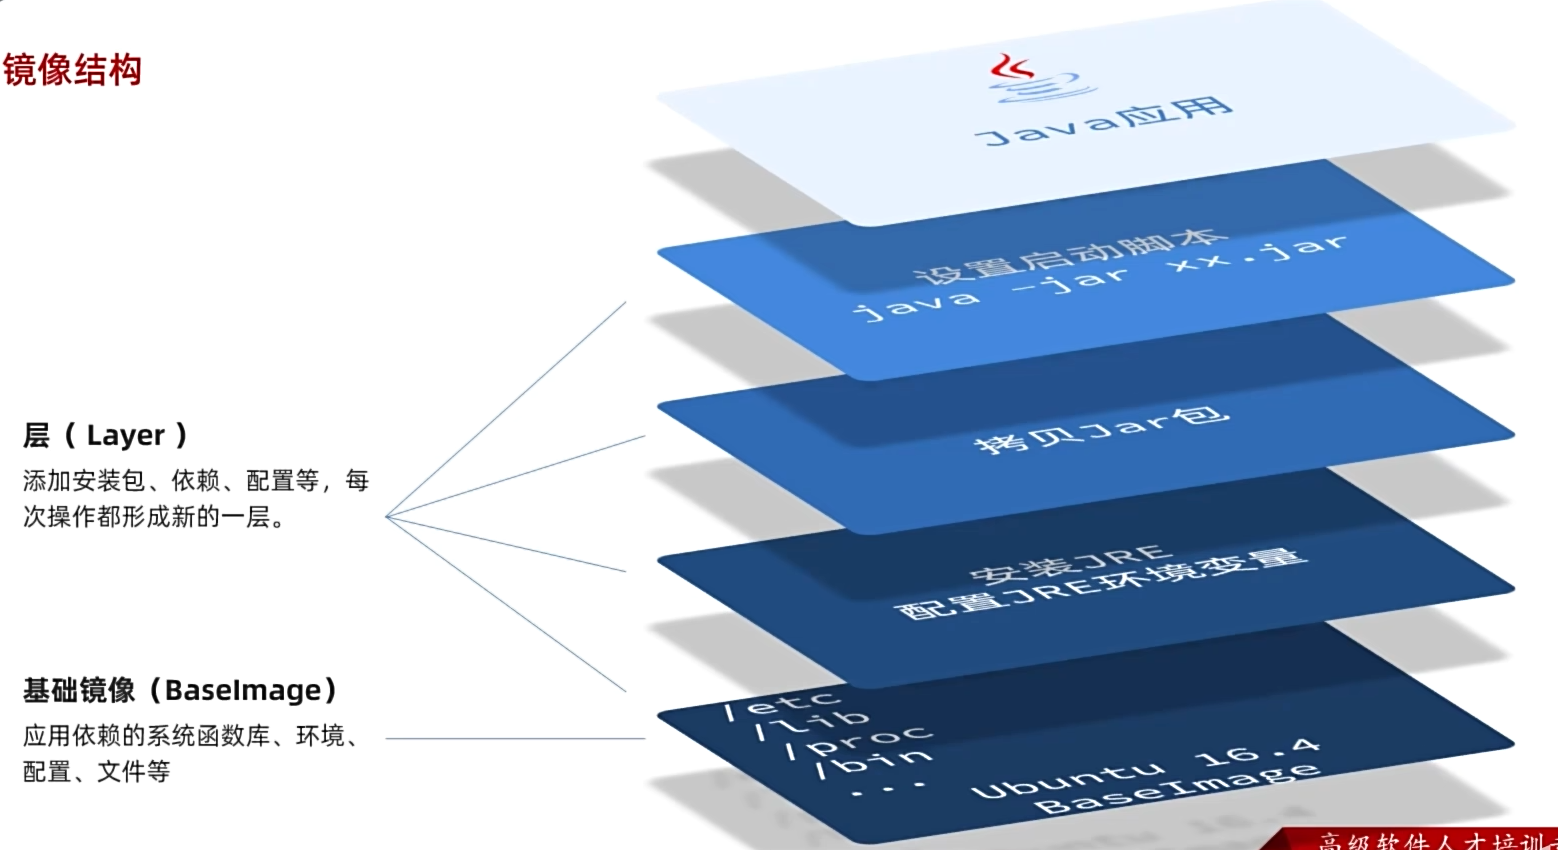 镜像结构
Java应用
设置启动脚本
java -jar xx.jar
拷贝Jar包
层（ Layer ）
添加安装包、依赖、配置等，每
次操作都形成新的一层。
安装JRE
配置JRE环境变量
基础镜像（BaseImage）
应用依赖的系统函数库、环境、
配置、文件等
/etc
/lib
/proc
/bin
...
Ubuntu 16.4
BaseImage
高级软件人才培训